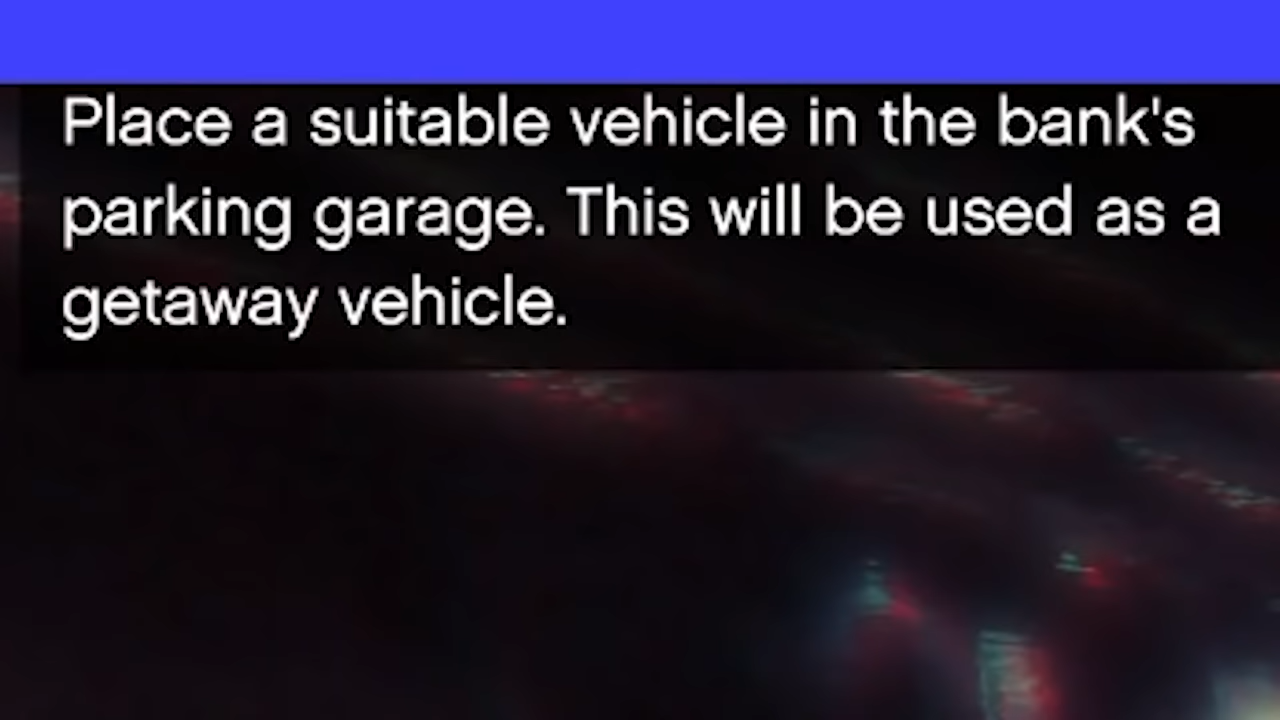 Place a suitable vehicle in the bank's
parking garage. This will be used as a
getaway vehicle.